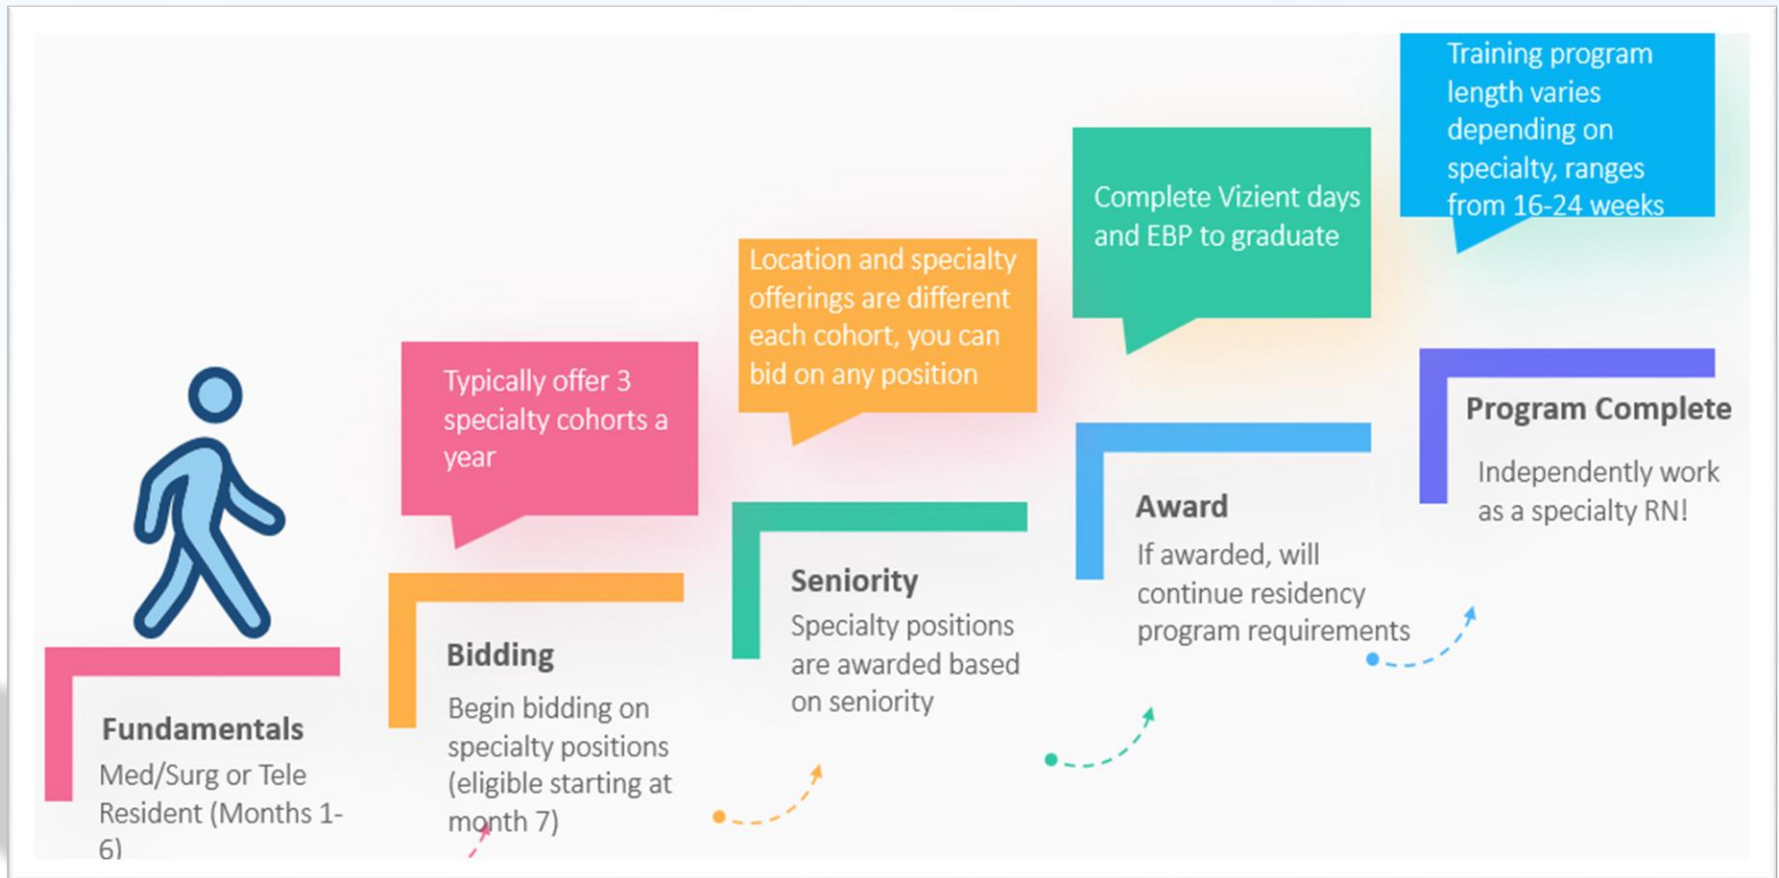 Fundamentals
Med/Surg or Tele
Resident (Months 1-
6)
Typically offer 3
specialty cohorts a
year
Bidding
Begin bidding on
specialty positions
(eligible starting at
month 7)
Location and specialty
offerings are different
each cohort, you can
bid on any position
Seniority
Specialty positions
are awarded based
on seniority
Complete Vizient days
and EBP to graduate
Award
If awarded, will
continue residency
program requirements
Training program
length varies
depending on
specialty, ranges
from 16-24 weeks
Program Complete
Independently work
as a specialty RN!